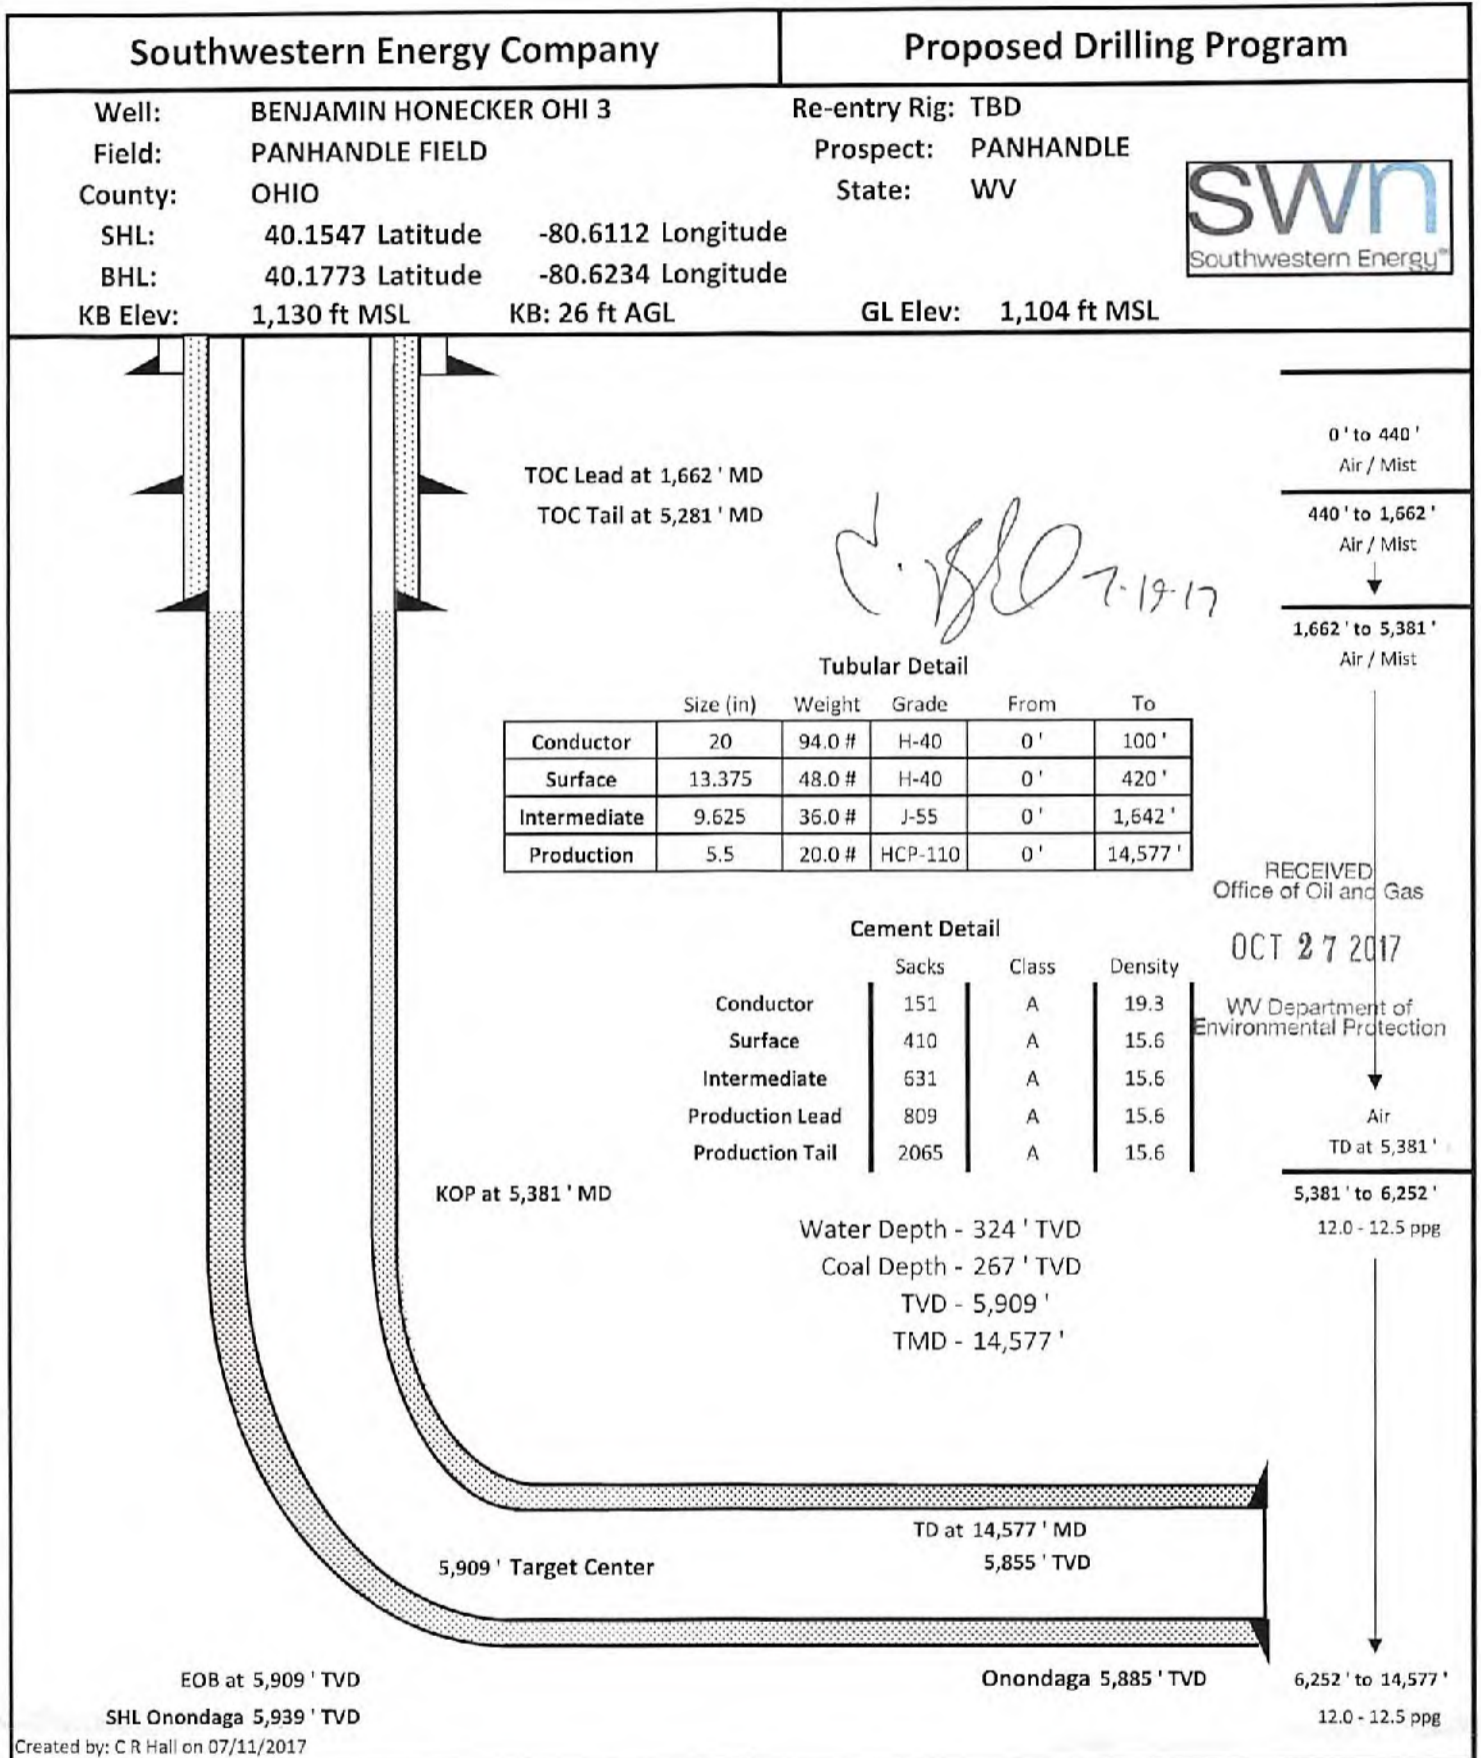 Southwestern Energy Company
Proposed Drilling Program
Well: BENJAMIN HONECKER OHI 3 Re-entry Rig: TBD
Field: PANHANDLE FIELD Prospect: PANHANDLE
County: OHIO State: WV
SHL: 40.1547 Latitude -80.6112 Longitude
BHL: 40.1773 Latitude -80.6234 Longitude
KB Elev: 1,130 ft MSL KB: 26 ft AGL GL Elev: 1,104 ft MSL
swn
Southwestern Energy
0 ' to 440 '
Air / Mist
TOC Lead at 1,662 ' MD
TOC Tail at 5,281 ' MD
440 ' to 1,662 '
Air / Mist
7-19-17
1,662 ' to 5,381 '
Air / Mist
Tubular Detail
Size (in) Weight Grade From To
Conductor 20 94.0 # H-40 0 ' 100 '
Surface 13.375 48.0 # H-40 0 ' 420 '
Intermediate 9.625 36.0 # J-55 0 ' 1,642 '
Production 5.5 20.0 # HCP-110 0 ' 14,577 '
RECEIVED
Office of Oil and Gas
OCT 27 2017
WV Department of
Environmental Protection
Cement Detail
Sacks Class Density
Conductor 151 A 19.3
Surface 410 A 15.6
Intermediate 631 A 15.6
Production Lead 809 A 15.6
Production Tail 2065 A 15.6
Air
TD at 5,381 '
KOP at 5,381 ' MD
5,381 ' to 6,252 '
12.0 - 12.5 ppg
Water Depth - 324 ' TVD
Coal Depth - 267 ' TVD
TVD - 5,909 '
TMD - 14,577 '
TD at 14,577 ' MD
5,855 ' TVD
5,909 ' Target Center
EOB at 5,909 ' TVD
Onondaga 5,885 ' TVD
6,252 ' to 14,577 '
12.0 - 12.5 ppg
SHL Onondaga 5,939 ' TVD
Created by: C R Hall on 07/11/2017